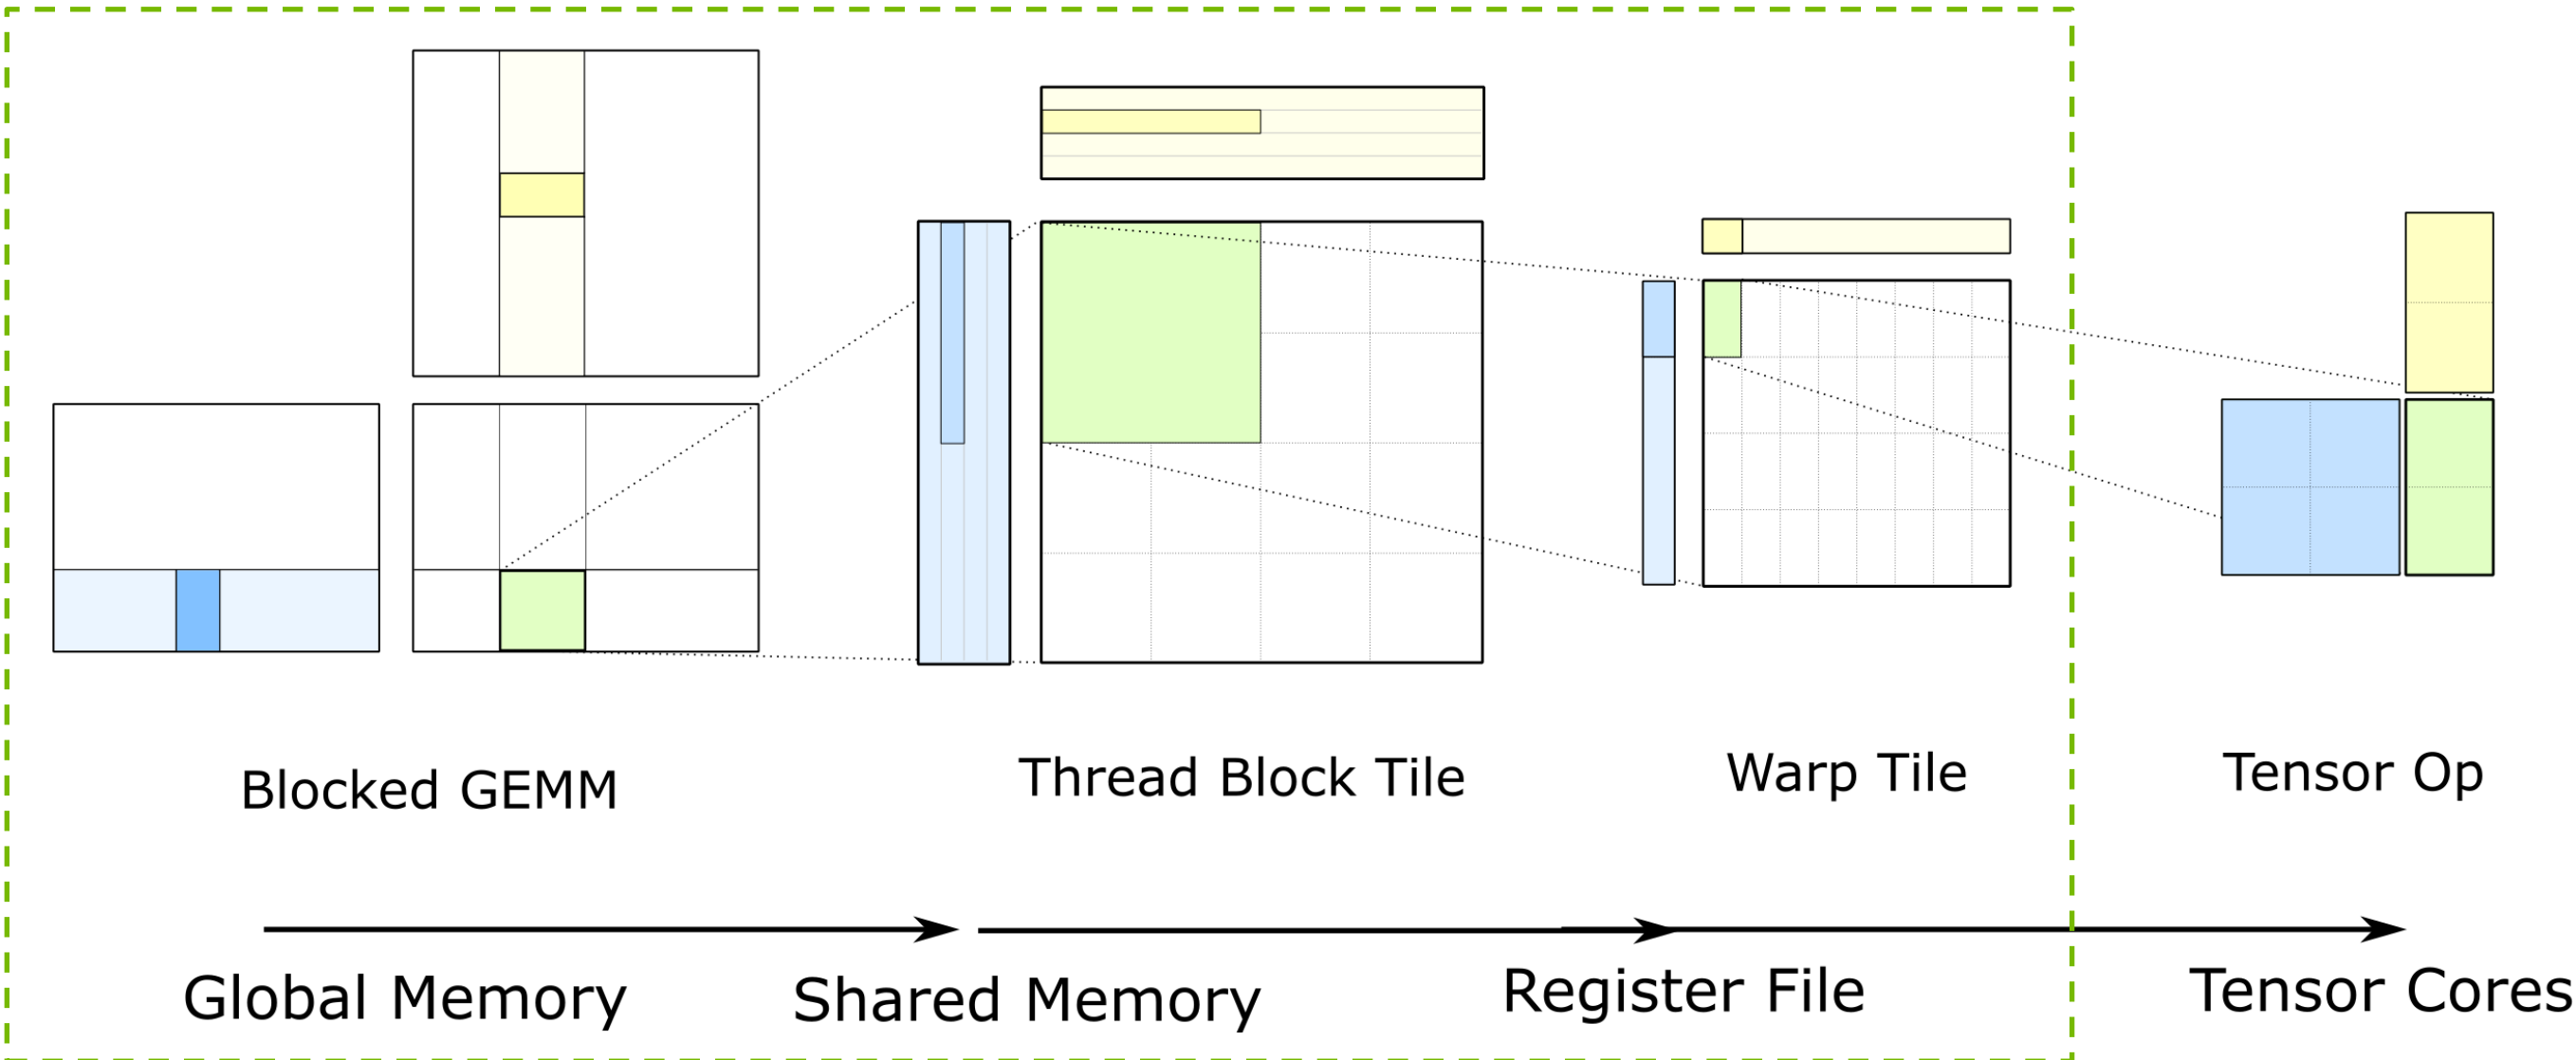 Blocked GEMM
Thread Block Tile
Warp Tile
Tensor Op
Global Memory
Shared Memory
Register File
Tensor Cores